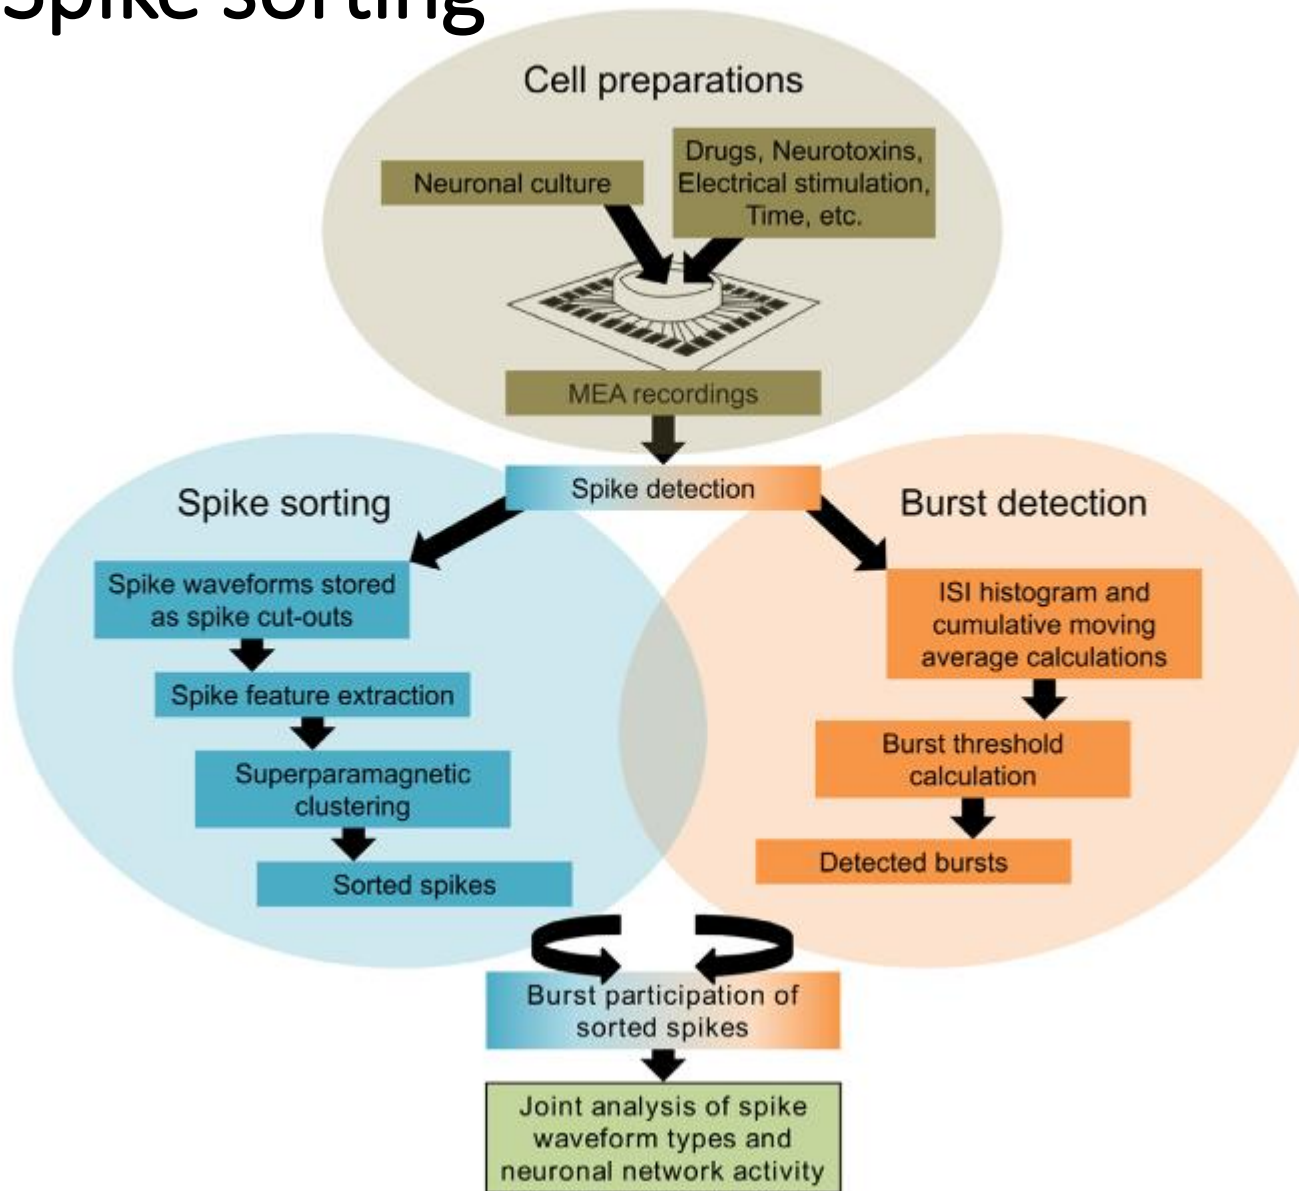 Spike sorting
Cell preparations
Neuronal culture
Drugs, Neurotoxins,
Electrical stimulation,
Time, etc.
MEA recordings
Spike detection
Spike sorting
Spike waveforms stored
as spike cut-outs
Spike feature extraction
Superparamagnetic
clustering
Sorted spikes
Burst detection
ISI histogram and
cumulative moving
average calculations
Burst threshold
calculation
Detected bursts
Burst participation of
sorted spikes
Joint analysis of spike
waveform types and
neuronal network activity